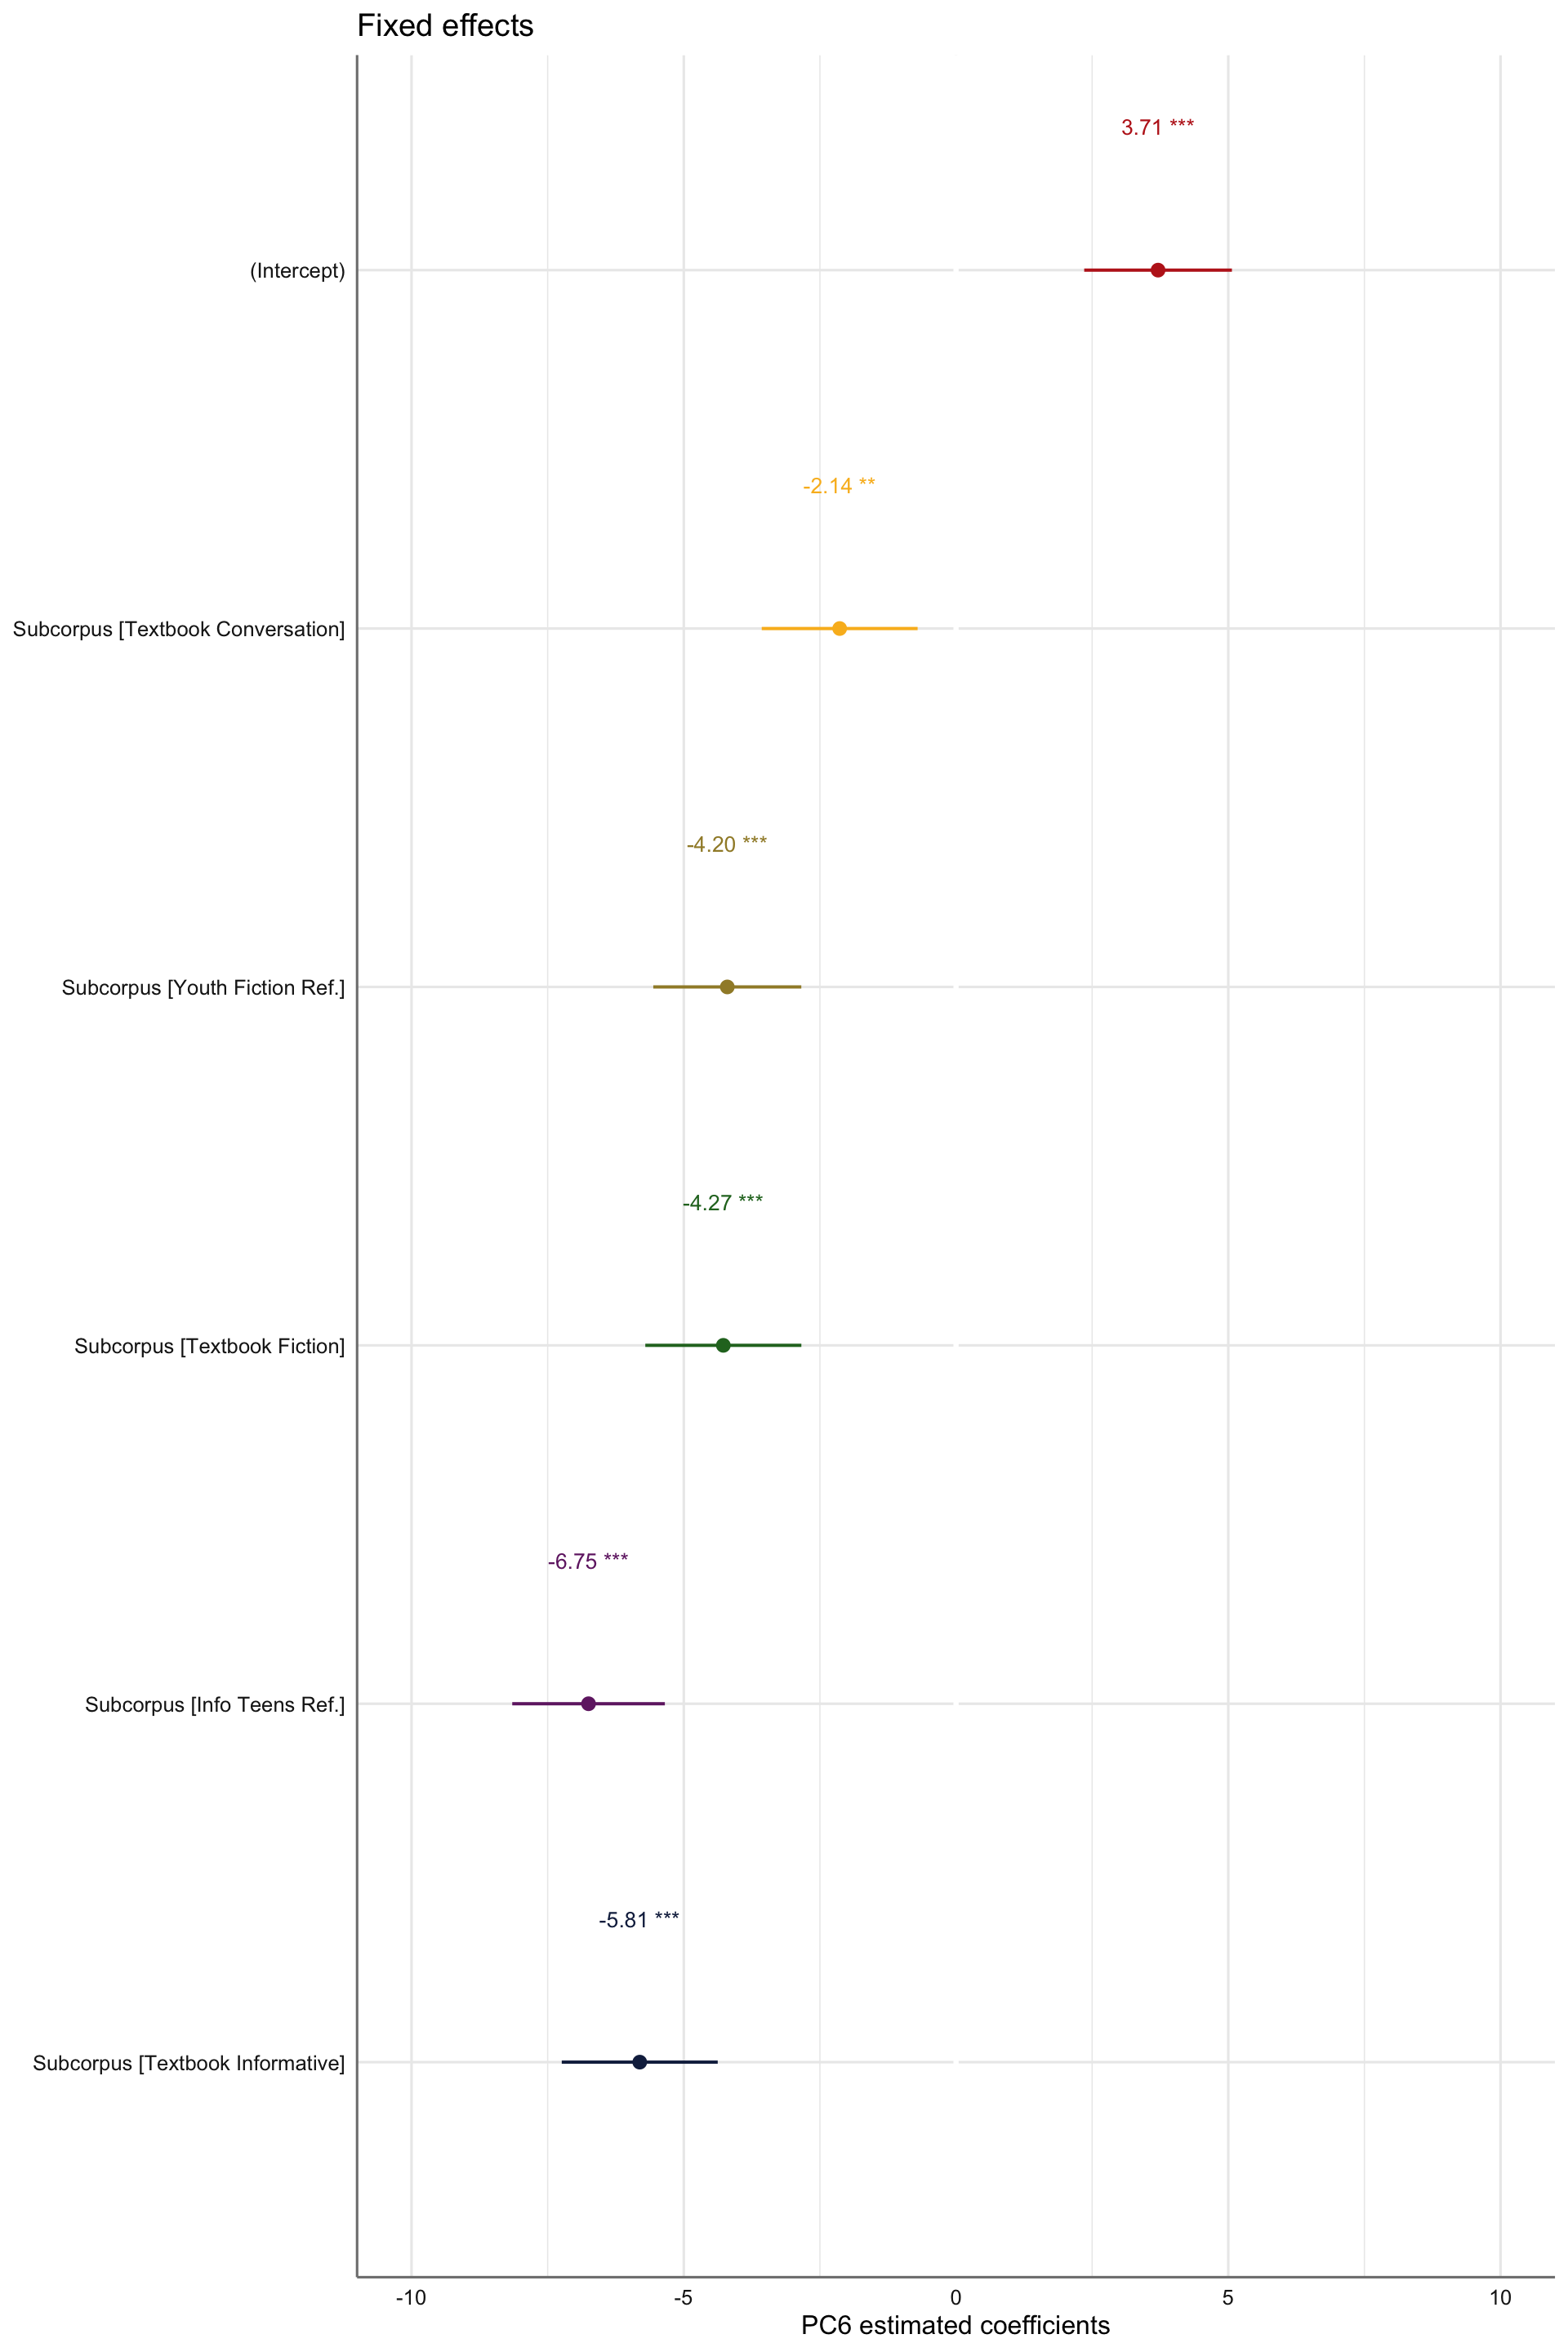 Fixed effects
3.71 ***
(Intercept)
-2.14 **
Subcorpus [Textbook Conversation]
-4.20 ***
Subcorpus [Youth Fiction Ref.]
-4.27 ***
Subcorpus [Textbook Fiction]
-6.75 ***
Subcorpus [Info Teens Ref.]
-5.81 ***
Subcorpus [Textbook Informative]
-10 -5 0 5 10
PC6 estimated coefficients